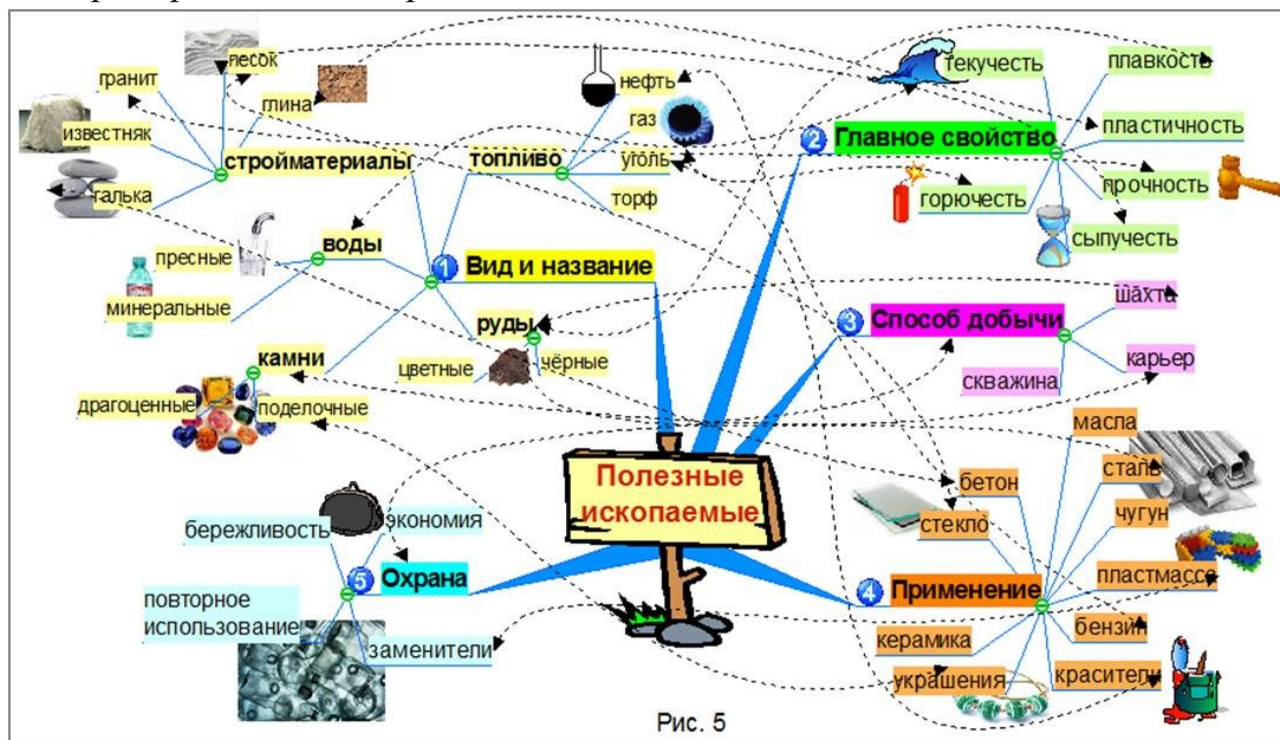 Полезные
ископаемые
1
Вид и название
стройматериалы
песок
гранит
глина
известняк
галька
топливо
нефть
газ
уголь
торф
воды
пресные
минеральные
руды
цветные
чёрные
камни
драгоценные
поделочные
2
Главное свойство
текучесть
плавкость
пластичность
прочность
горючесть
сыпучесть
3
Способ добычи
шахта
карьер
скважина
4
Применение
масла
сталь
чугун
пластмасса
бензин
красители
бетон
стекло
керамика
украшения
5
Охрана
экономия
бережливость
повторное
использование
заменители
Рис. 5